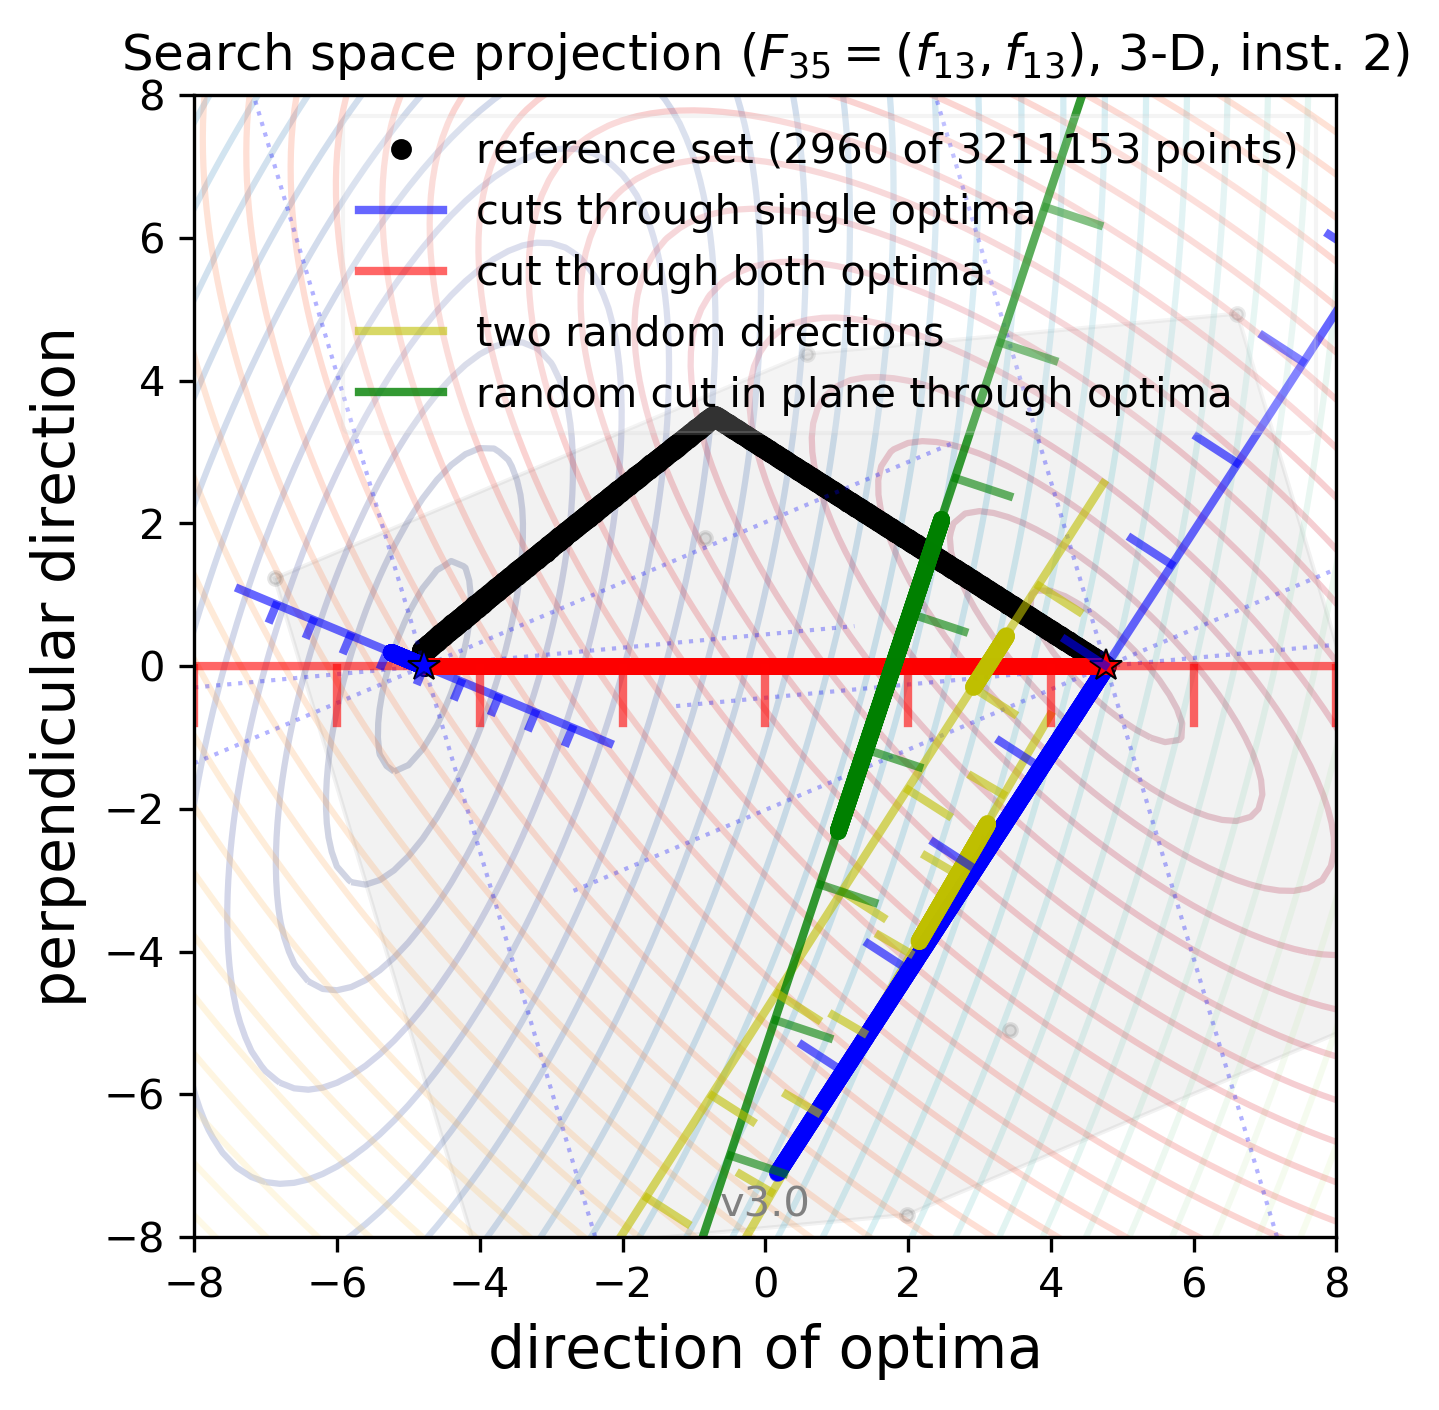 Search space projection (F35 = (f13, f13), 3-D, inst. 2)
reference set (2960 of 3211153 points)
cuts through single optima
cut through both optima
two random directions
random cut in plane through optima
perpendicular direction
8
6
4
2
0
−2
−4
−6
−8
v3.0
−8 −6 −4 −2 0 2 4 6 8
direction of optima